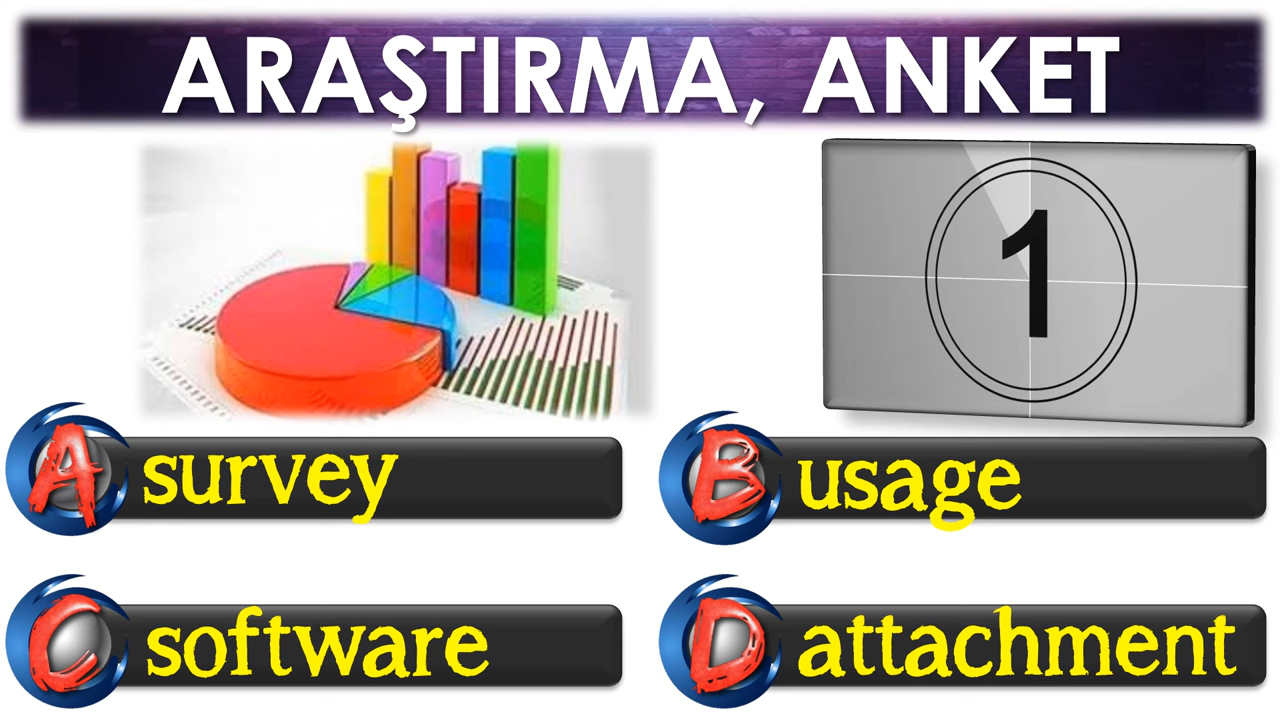 ARAŞTIRMA, ANKET
1
A survey
B usage
C software
D attachment